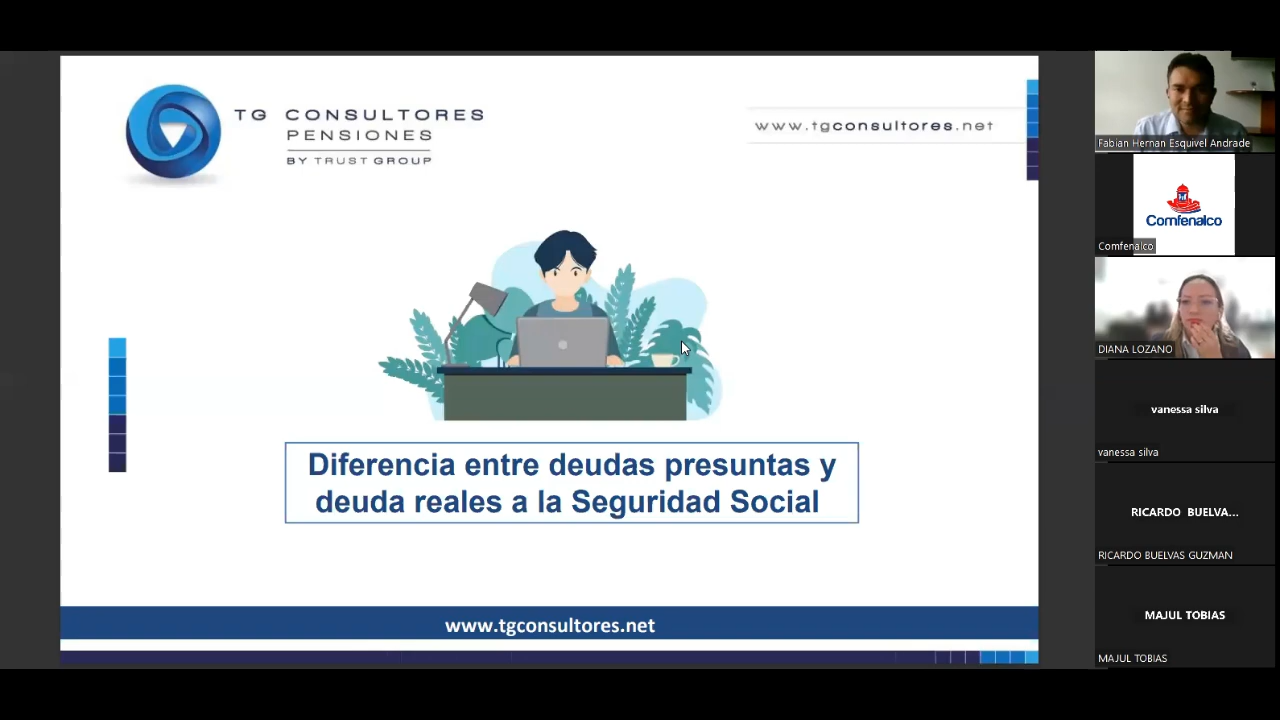 TG CONSULTORES
PENSIONES
BY TRUST GROUP
www.tgconsultores.net
Diferencia entre deudas presuntas y
deuda reales a la Seguridad Social
www.tgconsultores.net
Fabian Hernan Esquivel Andrade
Comfenalco
Comfenalco
DIANA LOZANO
vanessa silva
vanessa silva
RICARDO BUELVA...
RICARDO BUELVAS GUZMAN
MAJUL TOBIAS
MAJUL TOBIAS